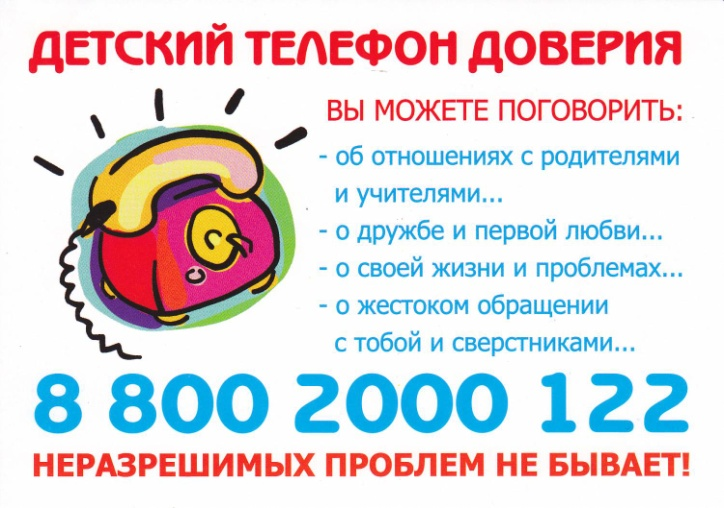 ДЕТСКИЙ ТЕЛЕФОН ДОВЕРИЯ
ВЫ МОЖЕТЕ ПОГОВОРИТЬ:
- об отношениях с родителями
и учителями...
- о дружбе и первой любви...
- о своей жизни и проблемах...
- о жестоком обращении
с тобой и сверстниками...
8 800 2000 122
НЕРАЗРЕШИМЫХ ПРОБЛЕМ НЕ БЫВАЕТ!